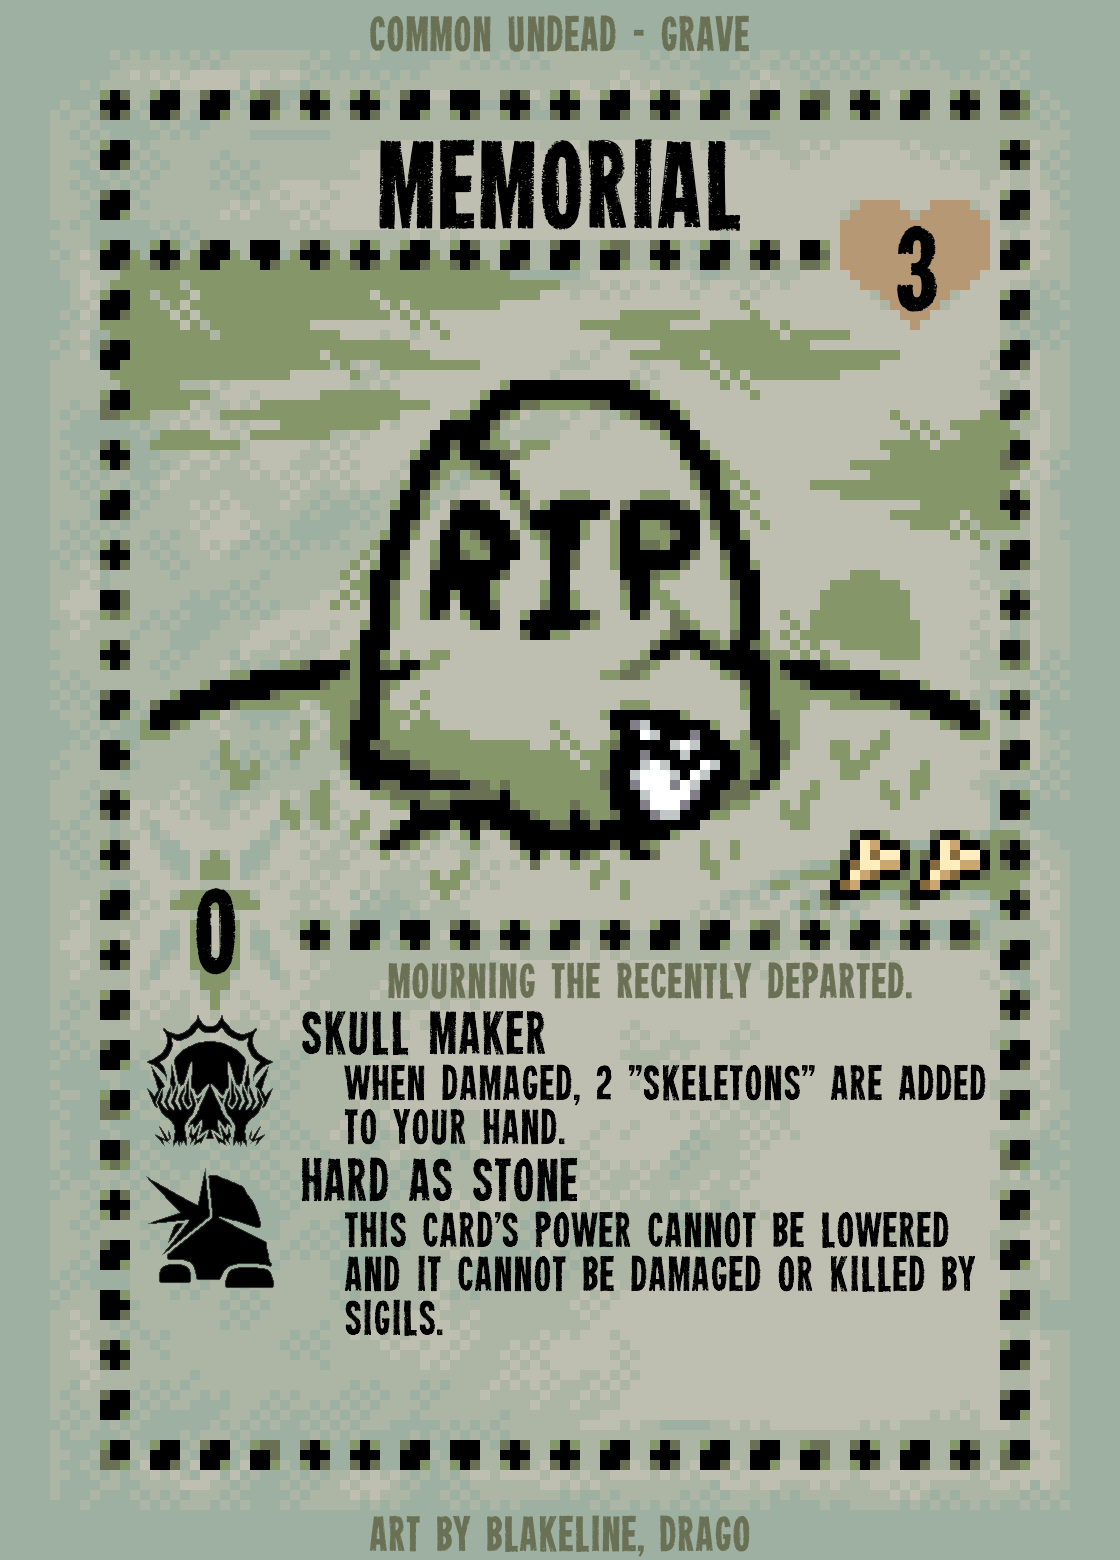 COMMON UNDEAD - GRAVE
MEMORIAL
3
RIP
0
MOURNING THE RECENTLY DEPARTED.
SKULL MAKER
WHEN DAMAGED, 2 "SKELETONS" ARE ADDED
TO YOUR HAND.
HARD AS STONE
THIS CARD'S POWER CANNOT BE LOWERED
AND IT CANNOT BE DAMAGED OR KILLED BY
SIGILS.
ART BY BLAKELINE, DRAGO